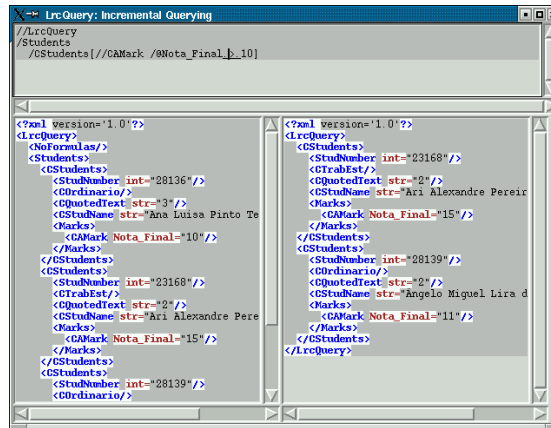 LrcQuery: Incremental Querying
//LrcQuery
/Students
/CStudents[//CAMark /@Nota_Final > 10]
<?xml version='1.0'?>
<LrcQuery>
<NoFormulas/>
<Students>
<CStudents>
<StudNumber int="28136"/>
<COrdinario/>
<CQuotedText str="3"/>
<CStudName str="Ana Luisa Pinto Te
<Marks>
<CAMark Nota_Final="10"/>
</Marks>
</CStudents>
<CStudents>
<StudNumber int="23168"/>
<CTrabEst/>
<CQuotedText str="2"/>
<CStudName str="Ari Alexandre Pere
<Marks>
<CAMark Nota_Final="15"/>
</Marks>
</CStudents>
<CStudents>
<StudNumber int="28139"/>
<COrdinario/>
<?xml version='1.0'?>
<LrcQuery>
<CStudents>
<StudNumber int="23168"/>
<CTrabEst/>
<CQuotedText str="2"/>
<CStudName str="Ari Alexandre Pereir
<Marks>
<CAMark Nota_Final="15"/>
</Marks>
</CStudents>
<CStudents>
<StudNumber int="28139"/>
<COrdinario/>
<CQuotedText str="2"/>
<CStudName str="Angelo Miguel Lira d
<Marks>
<CAMark Nota_Final="11"/>
</Marks>
</CStudents>
</LrcQuery>